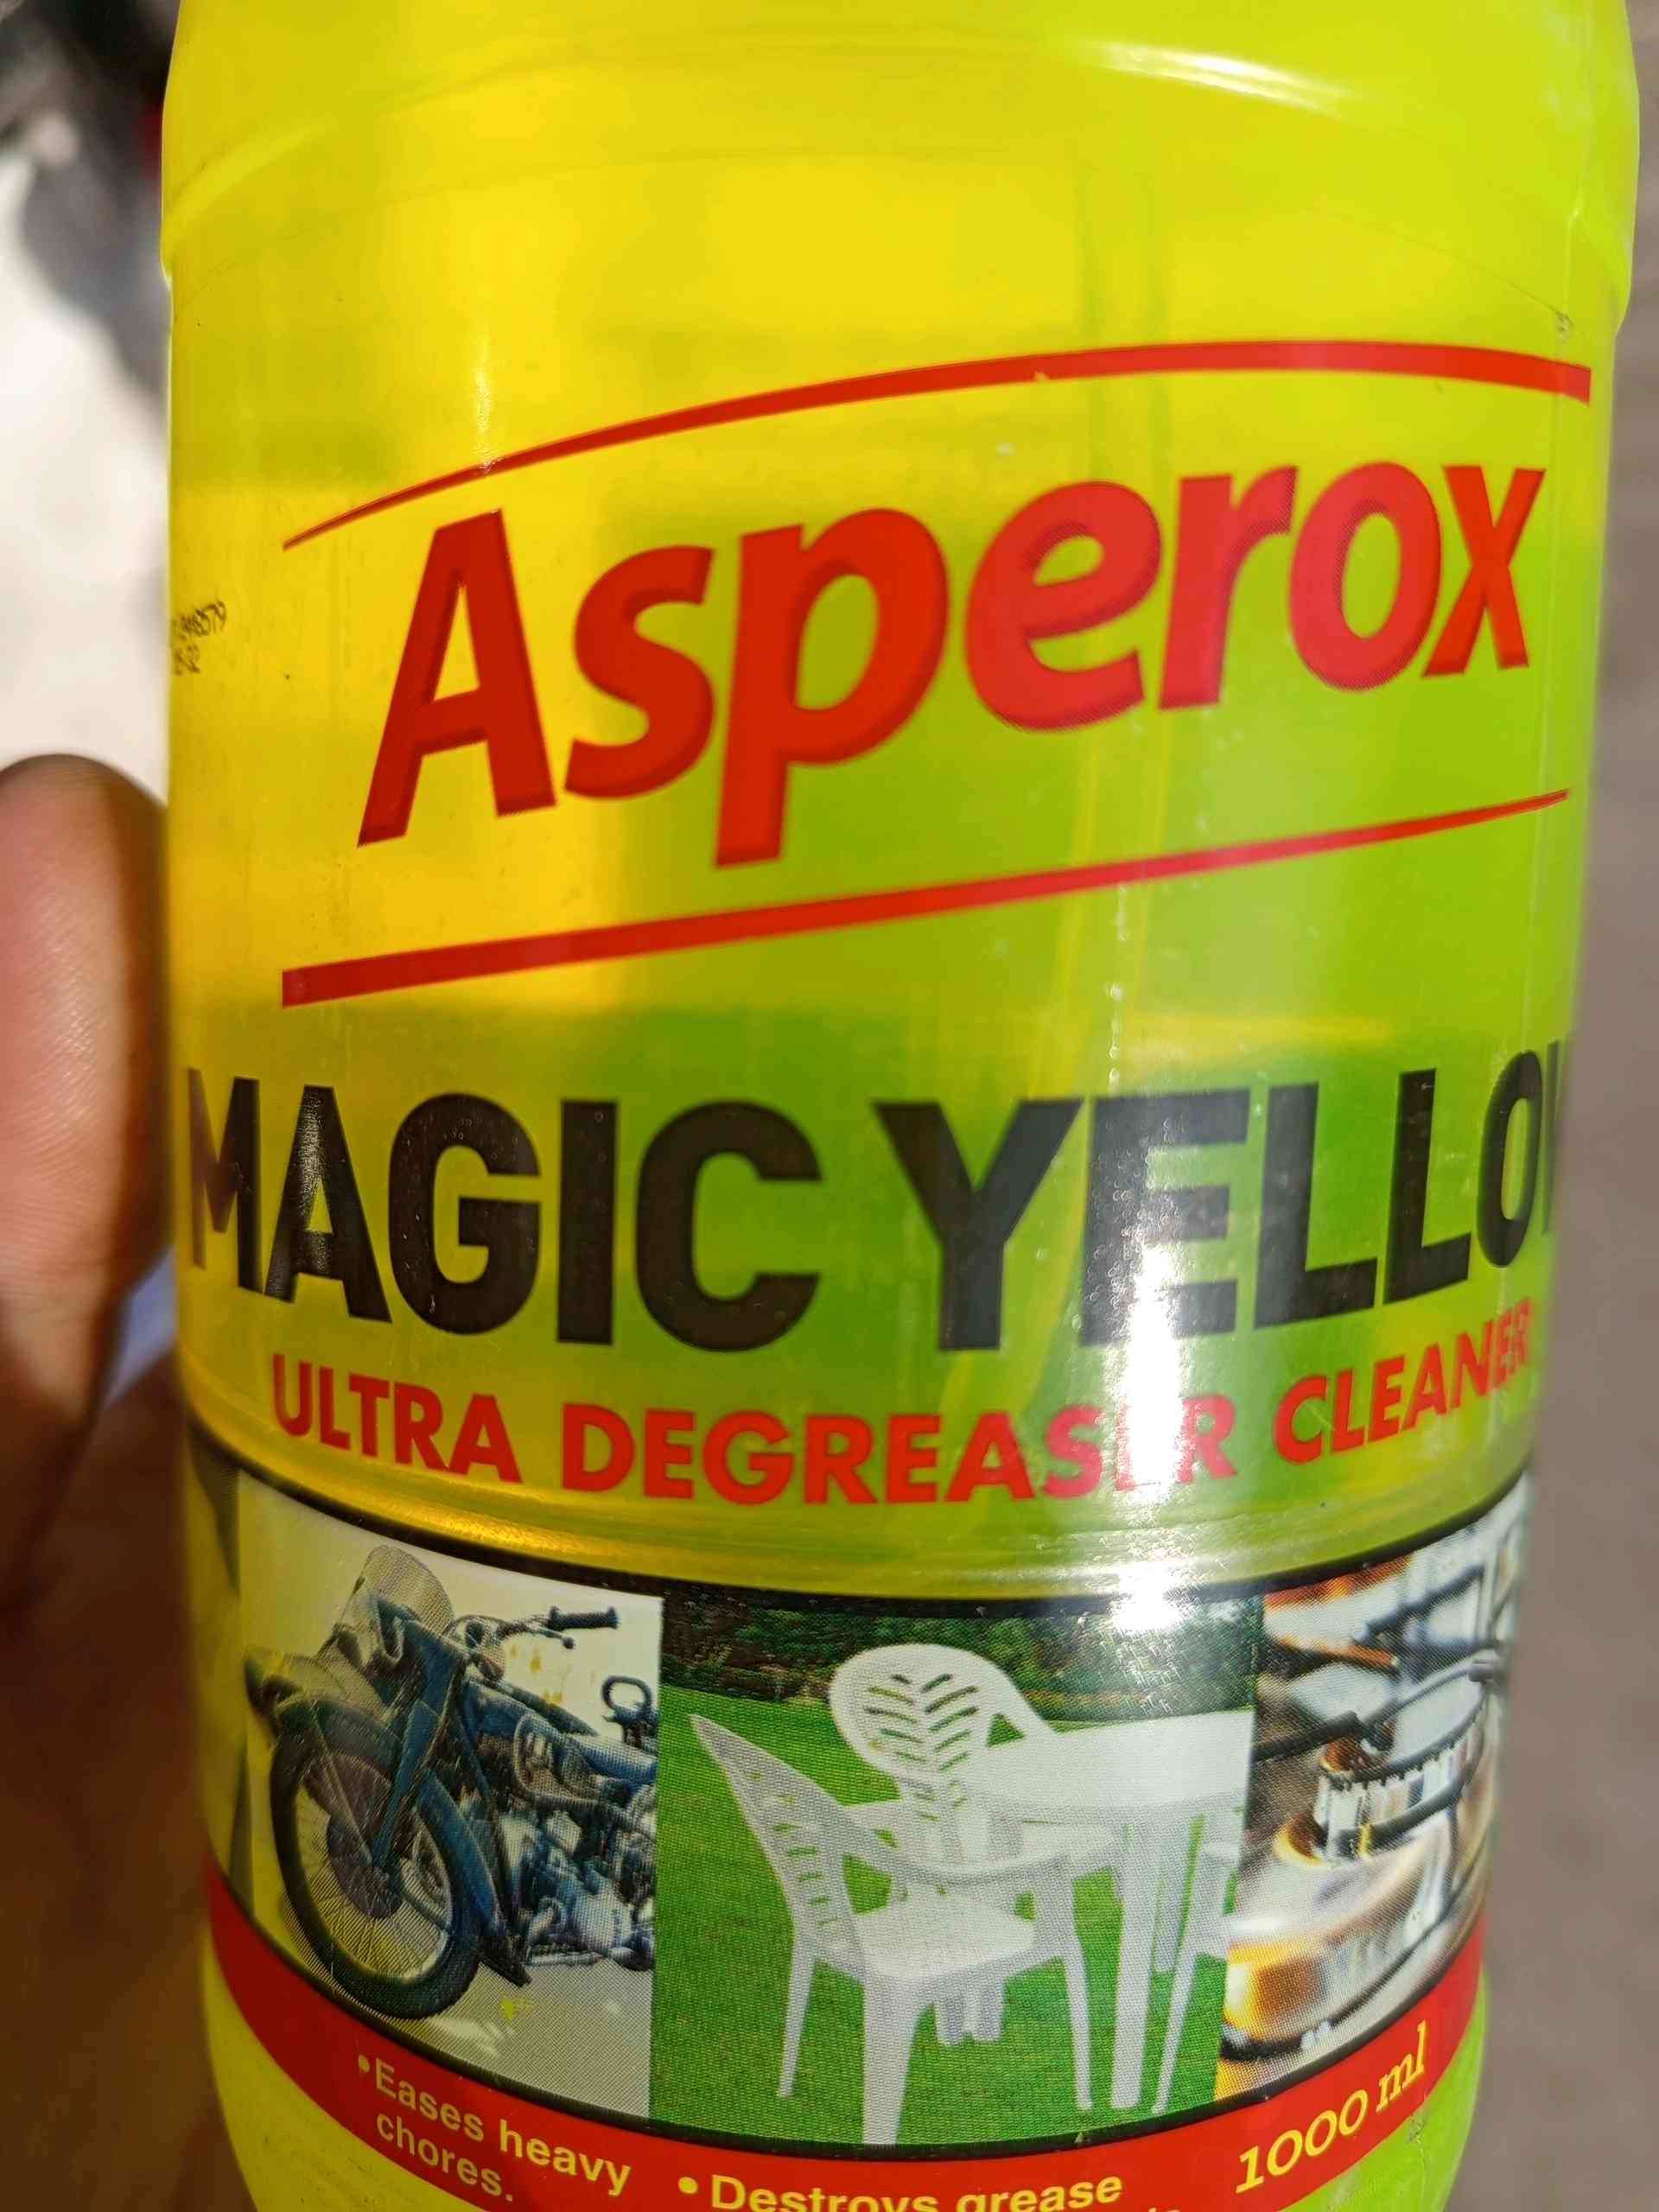 Asperox
MAGIC YELLOW
ULTRA DEGREASER CLEANER
•Eases heavy
chores.
• Destroys grease
1000 ml